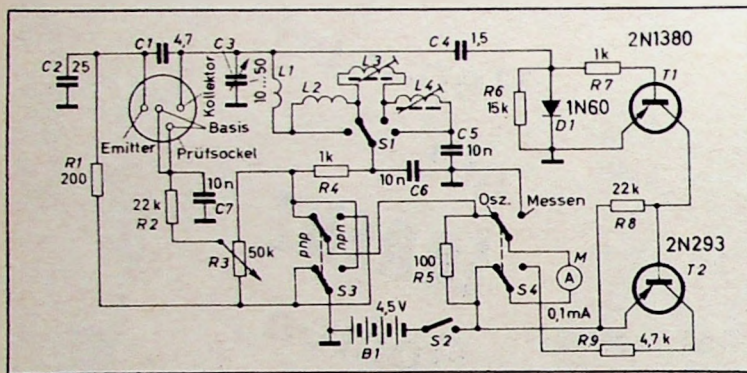 C1 4,7
C2 25
C3
10...50
Kollektor
L1
L2
L3
L4
C4 1,5
2N1380
1k
R7
T1
R6
15k
1N60
D1
Basis
Emitter
Prüfsockel
S1
C5
10n
R1
200
10n
C7
22k
R2
1k
R4
10n
C6
Osz.
Messen
R3
50k
pnp
npn
S3
100
R5
S4
M
A
0,1mA
22k
R8
2N293
T2
4,5V
B1
S2
R9
4,7k